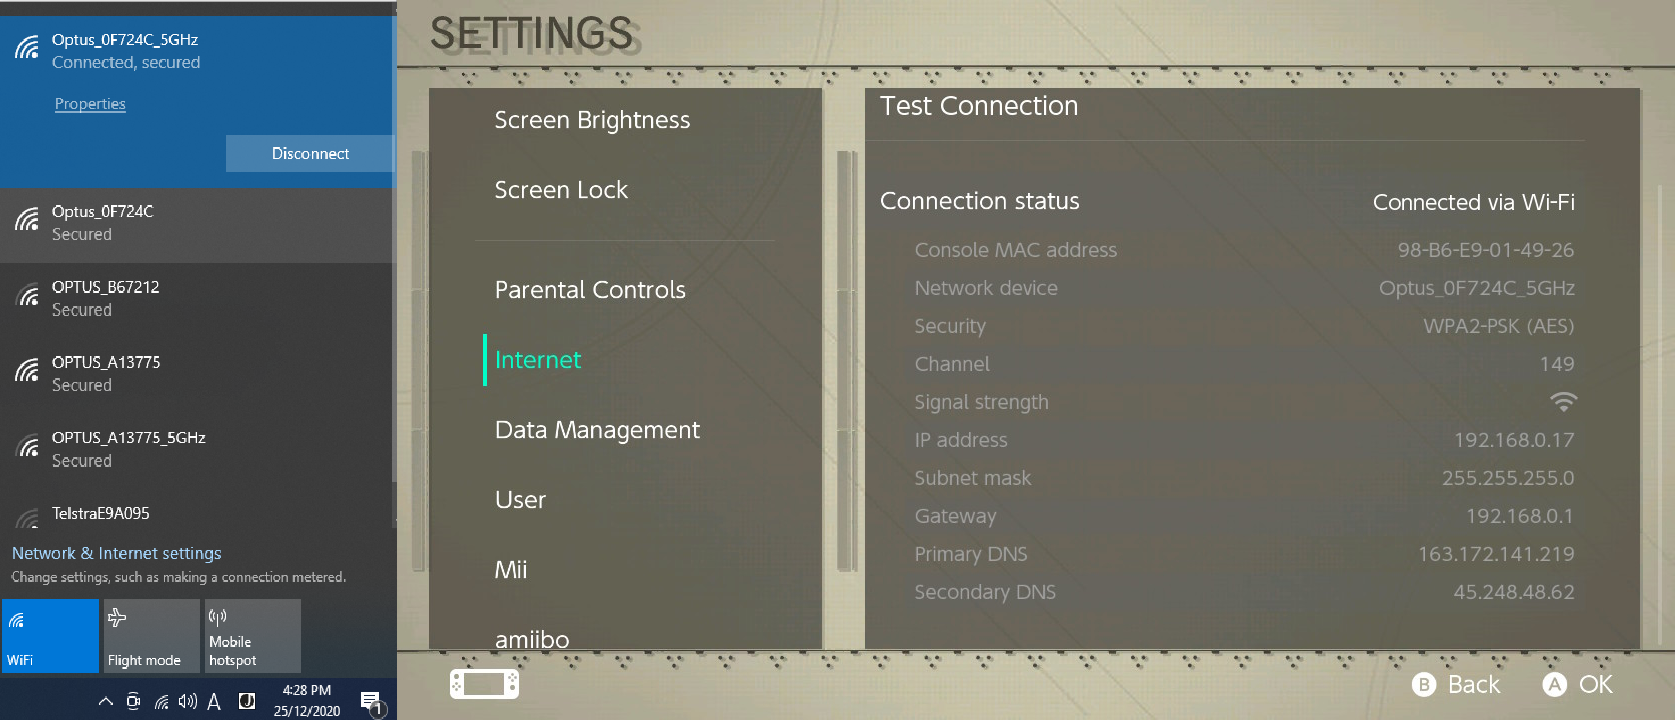 Optus_0F724C_5GHz
Connected, secured
Properties
Disconnect
Optus_0F724C
Secured
OPTUS_B67212
Secured
OPTUS_A13775
Secured
OPTUS_A13775_5GHz
Secured
TelstraE9A095
Network & Internet settings
Change settings, such as making a connection metered.
WiFi
Flight mode
Mobile
hotspot
A
J
4:28 PM
25/12/2020
1
SETTINGS
Screen Brightness
Screen Lock
Parental Controls
Internet
Data Management
User
Mii
amiibo
Test Connection
Connection status Connected via Wi-Fi
Console MAC address 98-B6-E9-01-49-26
Network device Optus_0F724C_5GHz
Security WPA2-PSK (AES)
Channel 149
Signal strength
IP address 192.168.0.17
Subnet mask 255.255.255.0
Gateway 192.168.0.1
Primary DNS 163.172.141.219
Secondary DNS 45.248.48.62
B Back A OK